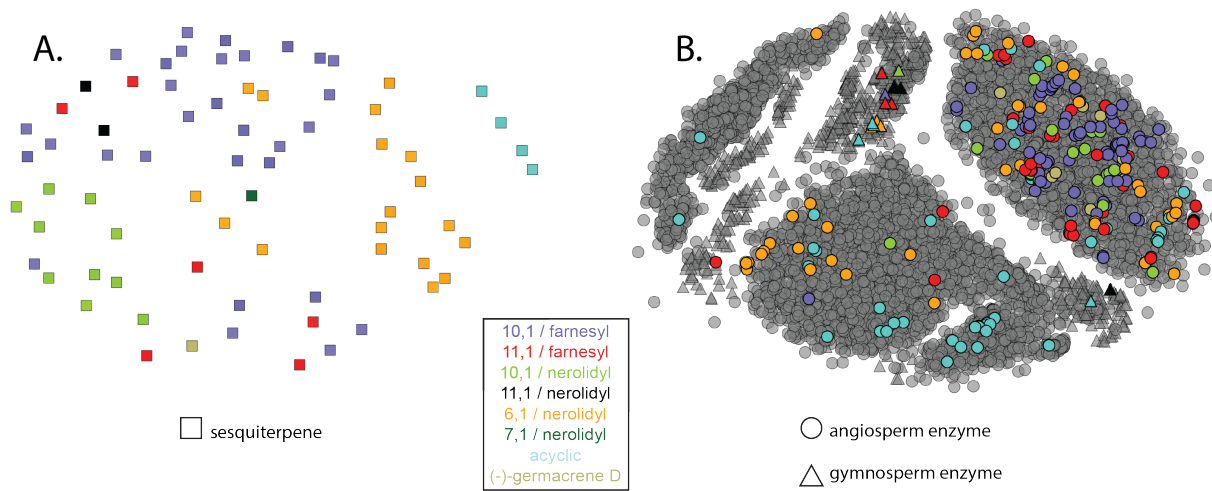 A.
B.
10,1 / farnesyl
11,1 / farnesyl
10,1 / nerolidyl
11,1 / nerolidyl
6,1 / nerolidyl
7,1 / nerolidyl
acyclic
(-)-germacrene D
sesquiterpene
angiosperm enzyme
gymnosperm enzyme